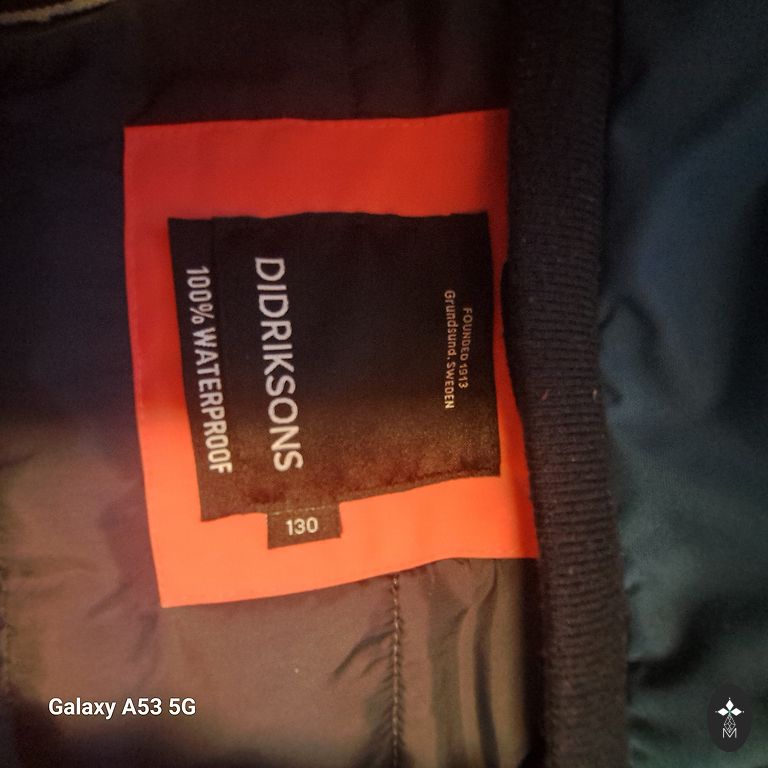 FOUNDED 1913
Grundsund, SWEDEN
DIDRIKSONS
100% WATERPROOF
130
Galaxy A53 5G
M